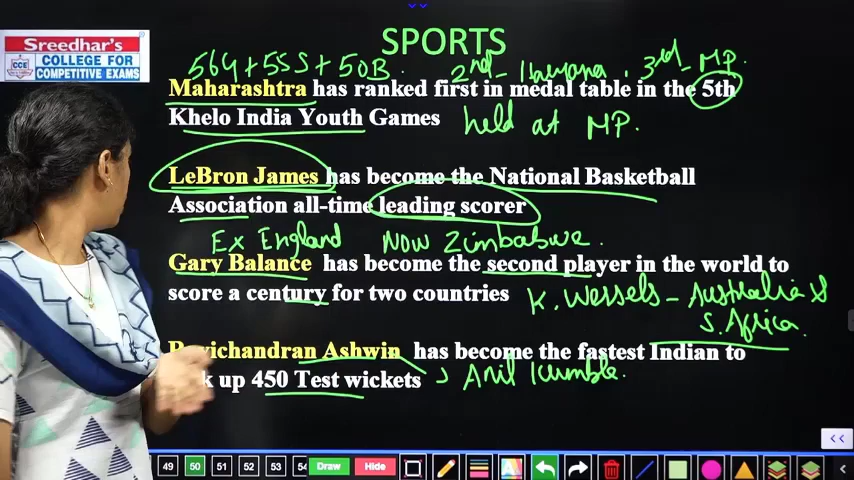 SPORTS
Sreedhar's
CCE
COLLEGE FOR
COMPETITIVE EXAMS
56G+55S+50B. 2nd - Haryana, 3rd - MP.
Maharashtra has ranked first in medal table in the 5th
Khelo India Youth Games held at MP.
LeBron James has become the National Basketball
Association all-time leading scorer
Ex England Now Zimbabwe.
Gary Balance has become the second player in the world to
score a century for two countries K. Wessels - Australia &
S. Africa.
Ravichandran Ashwin has become the fastest Indian to
up 450 Test wickets Anil Kumble.
<<
49 50 51 52 53 54 Draw Hide